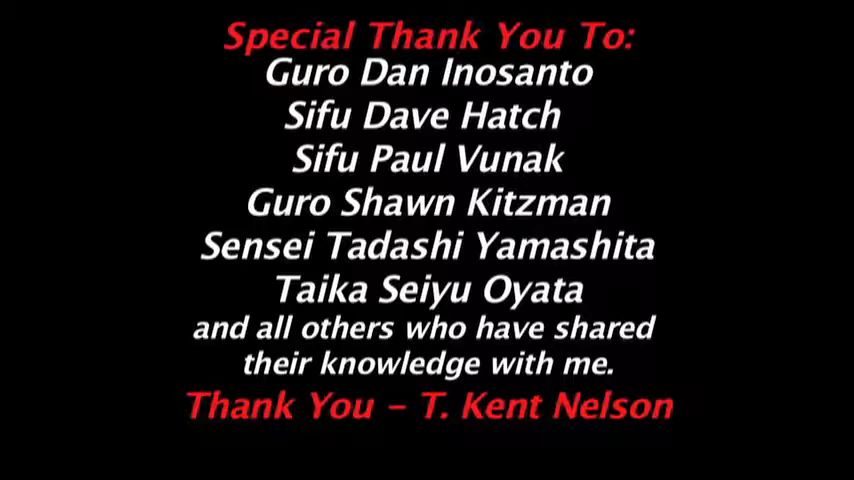 Special Thank You To:
Guro Dan Inosanto
Sifu Dave Hatch
Sifu Paul Vunak
Guro Shawn Kitzman
Sensei Tadashi Yamashita
Taika Seiyu Oyata
and all others who have shared
their knowledge with me.
Thank You - T. Kent Nelson